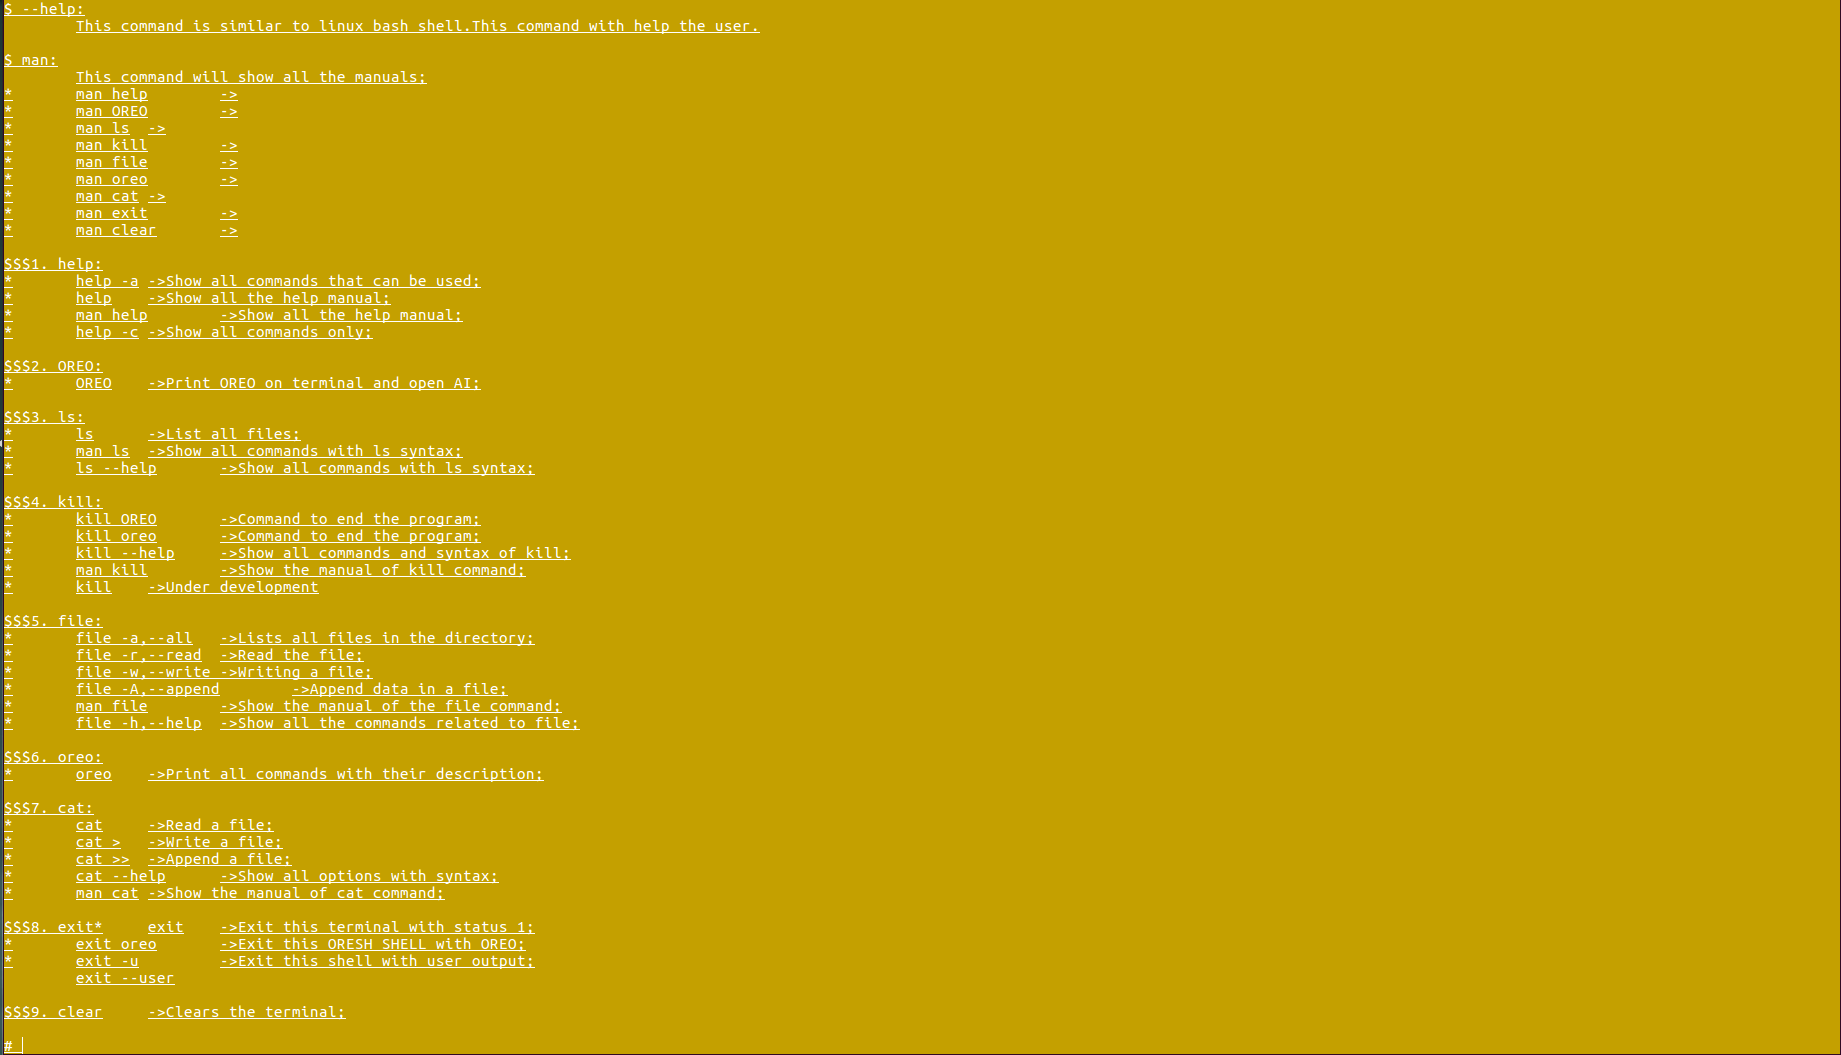 $ --help:
This command is similar to linux bash shell.This command with help the user.
$ man:
This command will show all the manuals;
* man help ->
* man OREO ->
* man ls ->
* man kill ->
* man file ->
* man oreo ->
* man cat ->
* man exit ->
* man clear ->
$$$1. help:
* help -a ->Show all commands that can be used;
* help ->Show all the help manual;
* man help ->Show all the help manual;
* help -c ->Show all commands only;
$$$2. OREO:
* OREO ->Print OREO on terminal and open AI;
$$$3. ls:
* ls ->List all files;
* man ls ->Show all commands with ls syntax;
* ls --help ->Show all commands with ls syntax;
$$$4. kill:
* kill OREO ->Command to end the program;
* kill oreo ->Command to end the program;
* kill --help ->Show all commands and syntax of kill;
* man kill ->Show the manual of kill command;
* kill ->Under development
$$$5. file:
* file -a,--all ->Lists all files in the directory;
* file -r,--read ->Read the file;
* file -w,--write ->Writing a file;
* file -A,--append ->Append data in a file;
* man file ->Show the manual of the file command;
* file -h,--help ->Show all the commands related to file;
$$$6. oreo:
* oreo ->Print all commands with their description;
$$$7. cat:
* cat ->Read a file;
* cat > ->Write a file;
* cat >> ->Append a file;
* cat --help ->Show all options with syntax;
* man cat ->Show the manual of cat command;
$$$8. exit* exit ->Exit this terminal with status 1;
* exit oreo ->Exit this ORESH SHELL with OREO;
* exit -u ->Exit this shell with user output;
exit --user
$$$9. clear ->Clears the terminal;
#